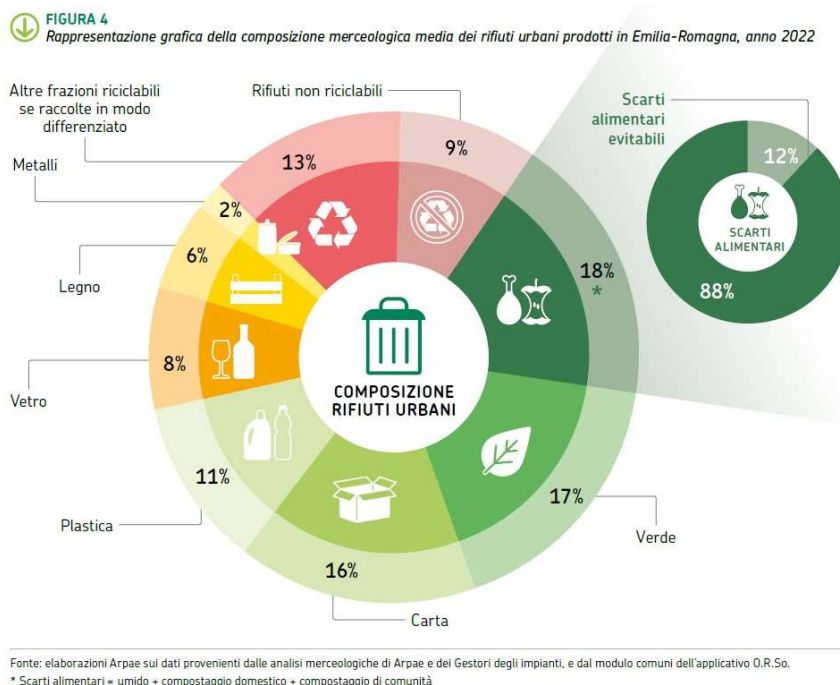 FIGURA 4
Rappresentazione grafica della composizione merceologica media dei rifiuti urbani prodotti in Emilia-Romagna, anno 2022
Altre frazioni riciclabili
se raccolte in modo
differenziato
Rifiuti non riciclabili
Scarti
alimentari
evitabili
Metalli
13%
9%
12%
2%
SCARTI
ALIMENTARI
6%
18%
*
Legno
88%
8%
COMPOSIZIONE
RIFIUTI URBANI
Vetro
11%
17%
Plastica
Verde
16%
Carta
Fonte: elaborazioni Arpae sui dati provenienti dalle analisi merceologiche di Arpae e dei Gestori degli impianti, e dal modulo comuni dell'applicativo O.R.So.
* Scarti alimentari = umido + compostaggio domestico + compostaggio di comunità